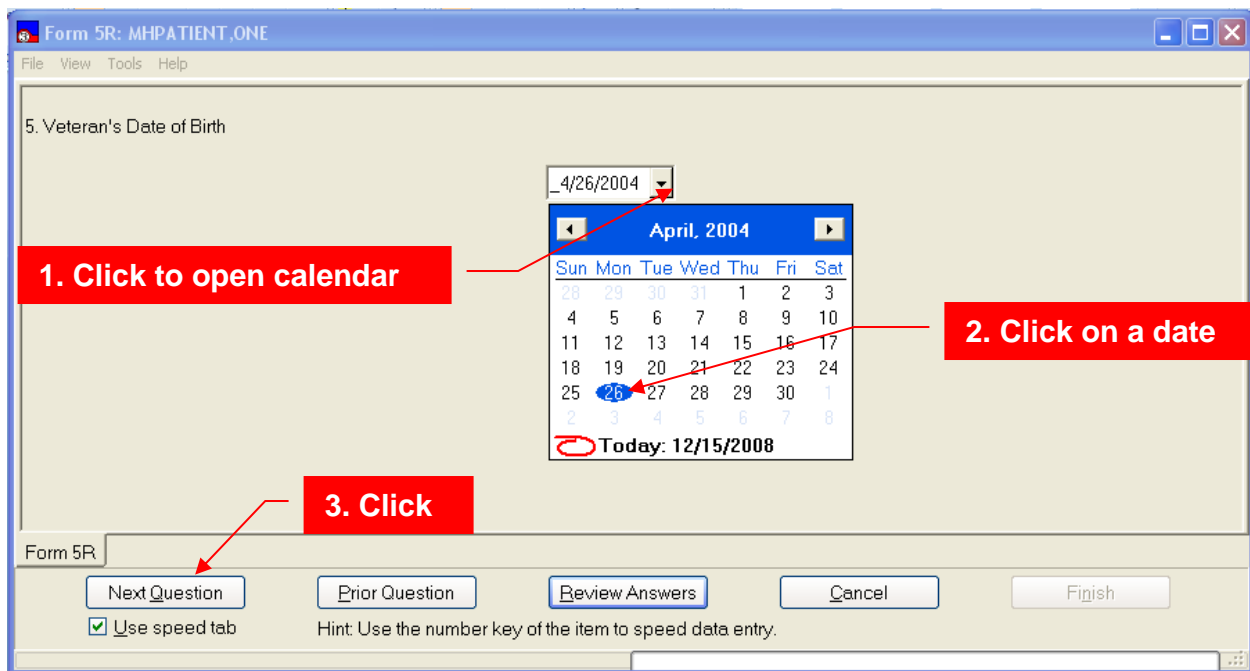 Form 5R: MHPATIENT,ONE
File View Tools Help
5. Veteran's Date of Birth
_4/26/2004
April, 2004
1. Click to open calendar
Sun Mon Tue Wed Thu Fri Sat
28 29 30 31 1 2 3
4 5 6 7 8 9 10
2. Click on a date
11 12 13 14 15 16 17
18 19 20 21 22 23 24
25 26 27 28 29 30 1
2 3 4 5 6 7 8
Today: 12/15/2008
3. Click
Form 5R
Next Question Prior Question Review Answers Cancel Finish
Use speed tab Hint: Use the number key of the item to speed data entry.